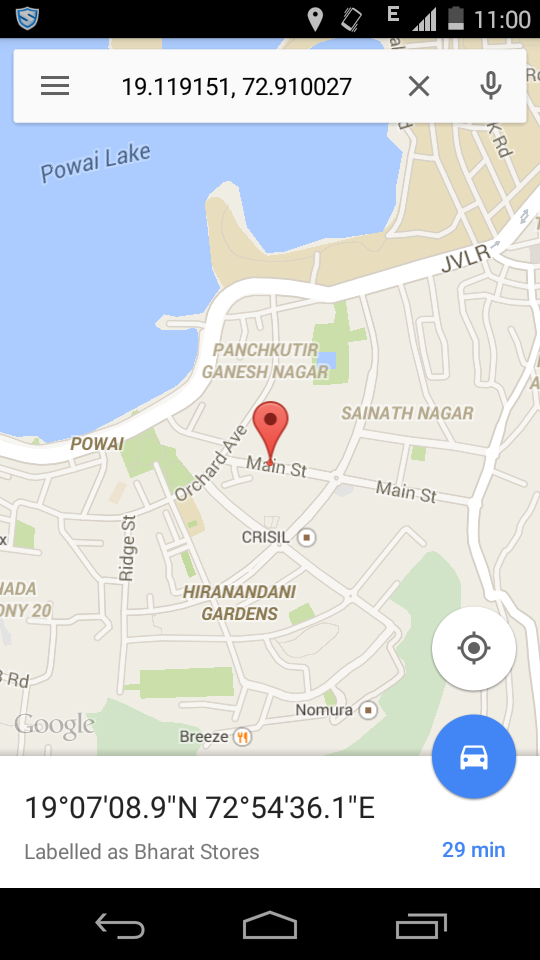 E
11:00
19.119151, 72.910027
Powai Lake
K Rd
JVLR
PANCHKUTIR
GANESH NAGAR
SAINATH NAGAR
POWAI
Orchard Ave
Main St
Main St
CRISIL
Ridge St
HIRANANDANI
GARDENS
Nomura
Google
Breeze
19°07'08.9"N 72°54'36.1"E
Labelled as Bharat Stores
29 min